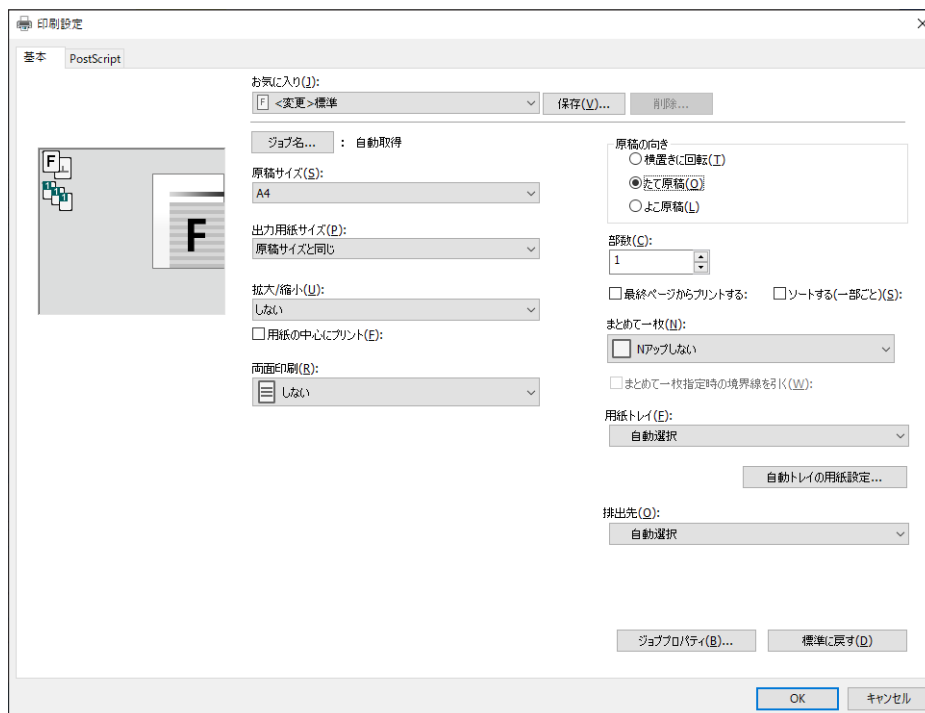 印刷設定
基本 PostScript
お気に入り(J):
F <変更>標準
保存(V)...
削除...
ジョブ名... : 自動取得
原稿サイズ(S):
A4
出力用紙サイズ(P):
原稿サイズと同じ
拡大/縮小(U):
しない
用紙の中心にプリント(F):
両面印刷(R):
しない
F
1 1 1
F
原稿の向き
横置きに回転(T)
たて原稿(O)
よこ原稿(L)
部数(C):
1
最終ページからプリントする: ソートする(一部ごと)(S):
まとめて一枚(N):
Nアップしない
まとめて一枚指定時の境界線を引く(W):
用紙トレイ(F):
自動選択
自動トレイの用紙設定...
排出先(O):
自動選択
ジョブプロパティ(B)... 標準に戻す(D)
OK キャンセル